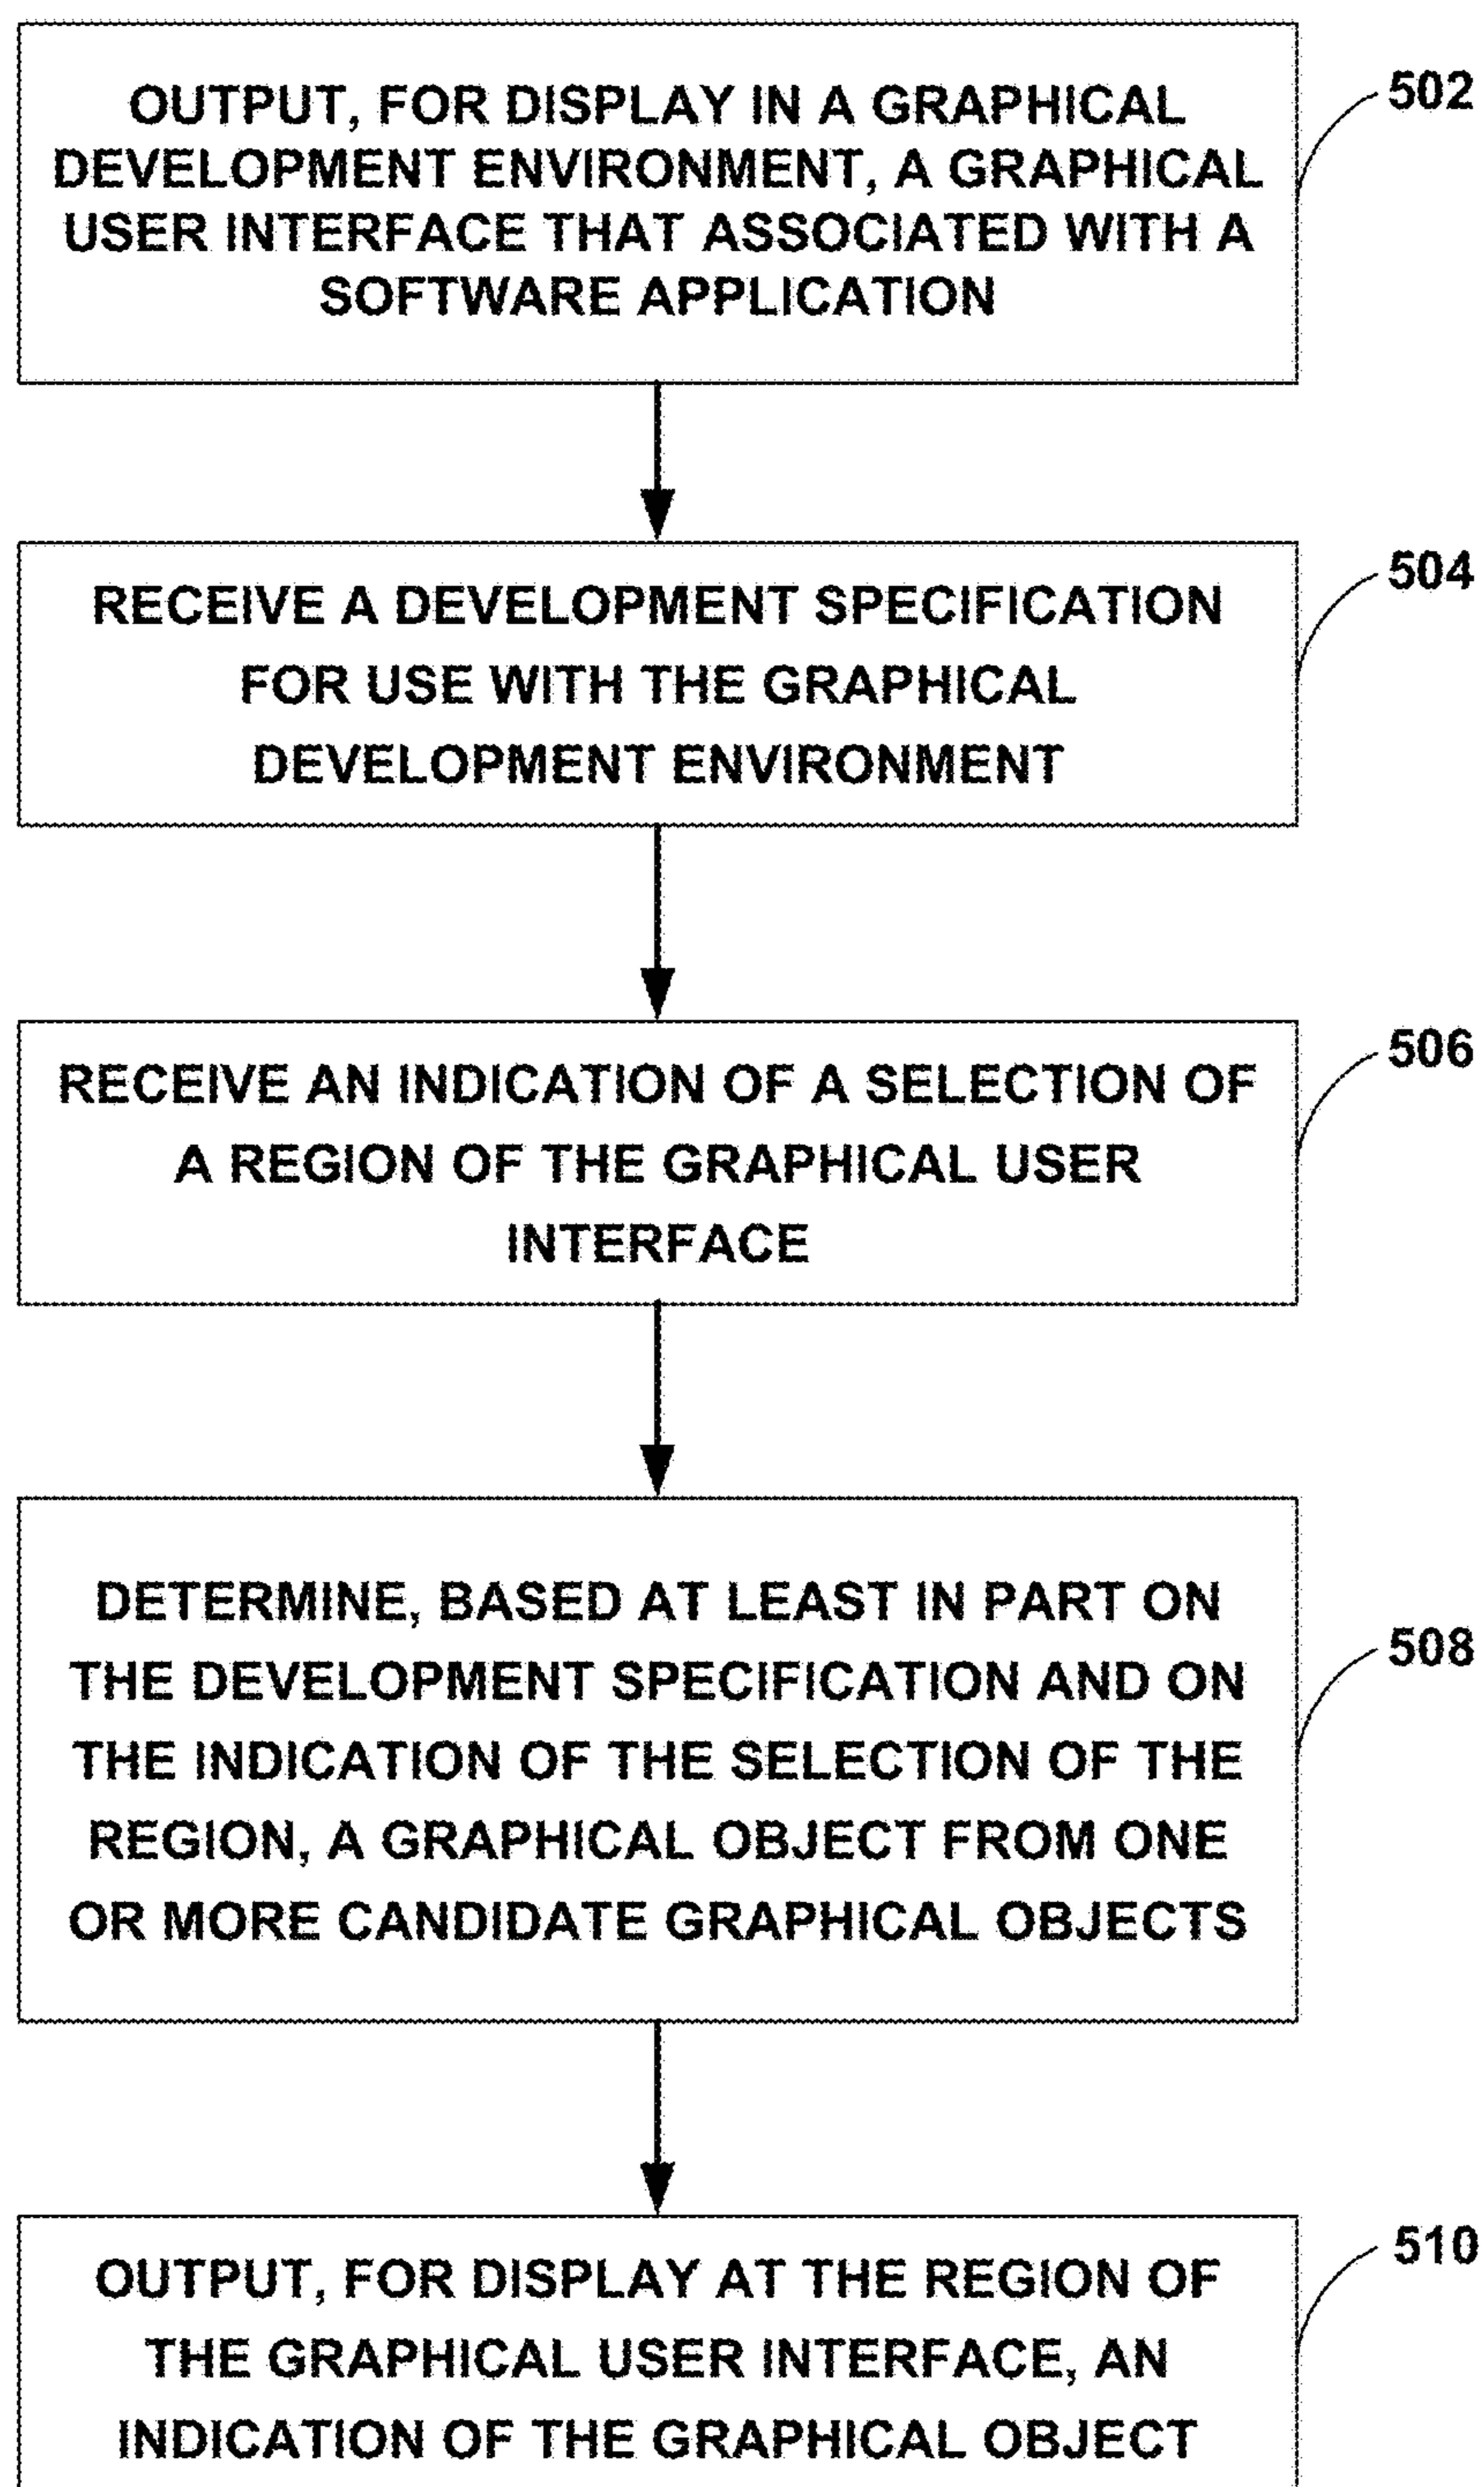 OUTPUT, FOR DISPLAY IN A GRAPHICAL
DEVELOPMENT ENVIRONMENT, A GRAPHICAL
USER INTERFACE THAT ASSOCIATED WITH A
SOFTWARE APPLICATION
502
RECEIVE A DEVELOPMENT SPECIFICATION
FOR USE WITH THE GRAPHICAL
DEVELOPMENT ENVIRONMENT
504
RECEIVE AN INDICATION OF A SELECTION OF
A REGION OF THE GRAPHICAL USER
INTERFACE
506
DETERMINE, BASED AT LEAST IN PART ON
THE DEVELOPMENT SPECIFICATION AND ON
THE INDICATION OF THE SELECTION OF THE
REGION, A GRAPHICAL OBJECT FROM ONE
OR MORE CANDIDATE GRAPHICAL OBJECTS
508
OUTPUT, FOR DISPLAY AT THE REGION OF
THE GRAPHICAL USER INTERFACE, AN
INDICATION OF THE GRAPHICAL OBJECT
510